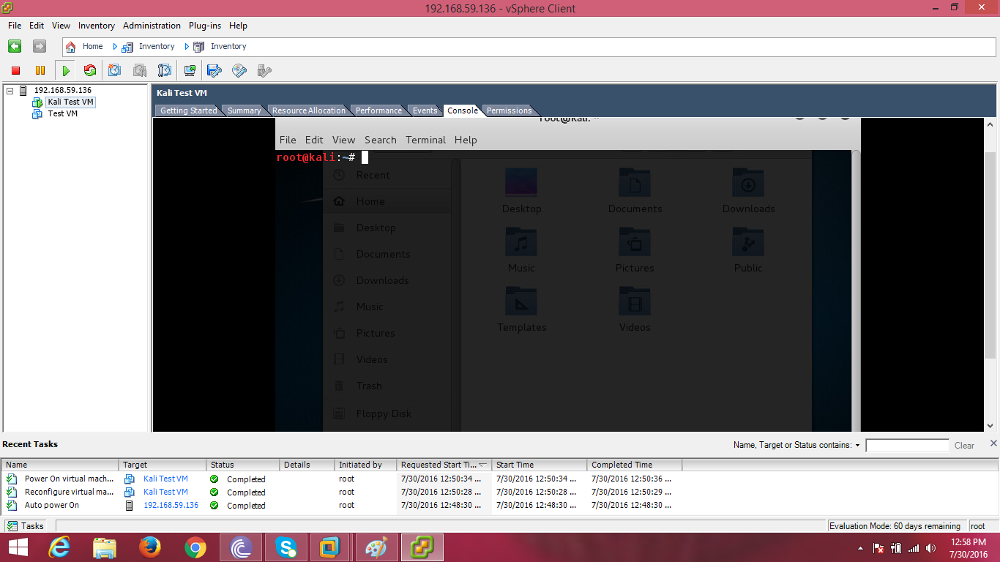 192.168.59.136 - vSphere Client
File Edit View Inventory Administration Plug-ins Help
Home Inventory Inventory
192.168.59.136
Kali Test VM
Test VM
Kali Test VM
Getting Started Summary Resource Allocation Performance Events Console Permissions
root@kali: ~
File Edit View Search Terminal Help
root@kali:~#
Recent
Home
Desktop
Documents
Downloads
Music
Pictures
Videos
Trash
Floppy Disk
Desktop Documents Downloads
Music Pictures Public
Templates Videos
Recent Tasks
Name, Target or Status contains: Clear
Name Target Status Details Initiated by Requested Start Ti... Start Time Completed Time
Power On virtual mach... Kali Test VM Completed root 7/30/2016 12:50:34 ... 7/30/2016 12:50:34 ... 7/30/2016 12:50:36 ...
Reconfigure virtual ma... Kali Test VM Completed root 7/30/2016 12:50:28 ... 7/30/2016 12:50:28 ... 7/30/2016 12:50:29 ...
Auto power On 192.168.59.136 Completed root 7/30/2016 12:48:30 ... 7/30/2016 12:48:30 ... 7/30/2016 12:48:30 ...
Tasks Evaluation Mode: 60 days remaining root
12:58 PM
7/30/2016